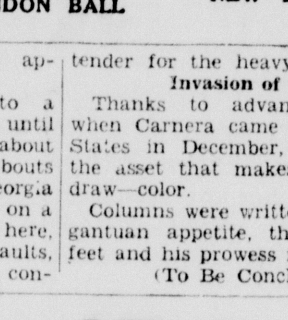 NDON BALL
ap-
to a
until
about
bouts
eorgia
on a
here,
aults,
con-
tender for the heavy
Invasion of
Thanks to advan
when Carnera came
States in December,
the asset that make
draw—color.
Columns were writte
gantuan appetite, th
feet and his prowess
(To Be Concl